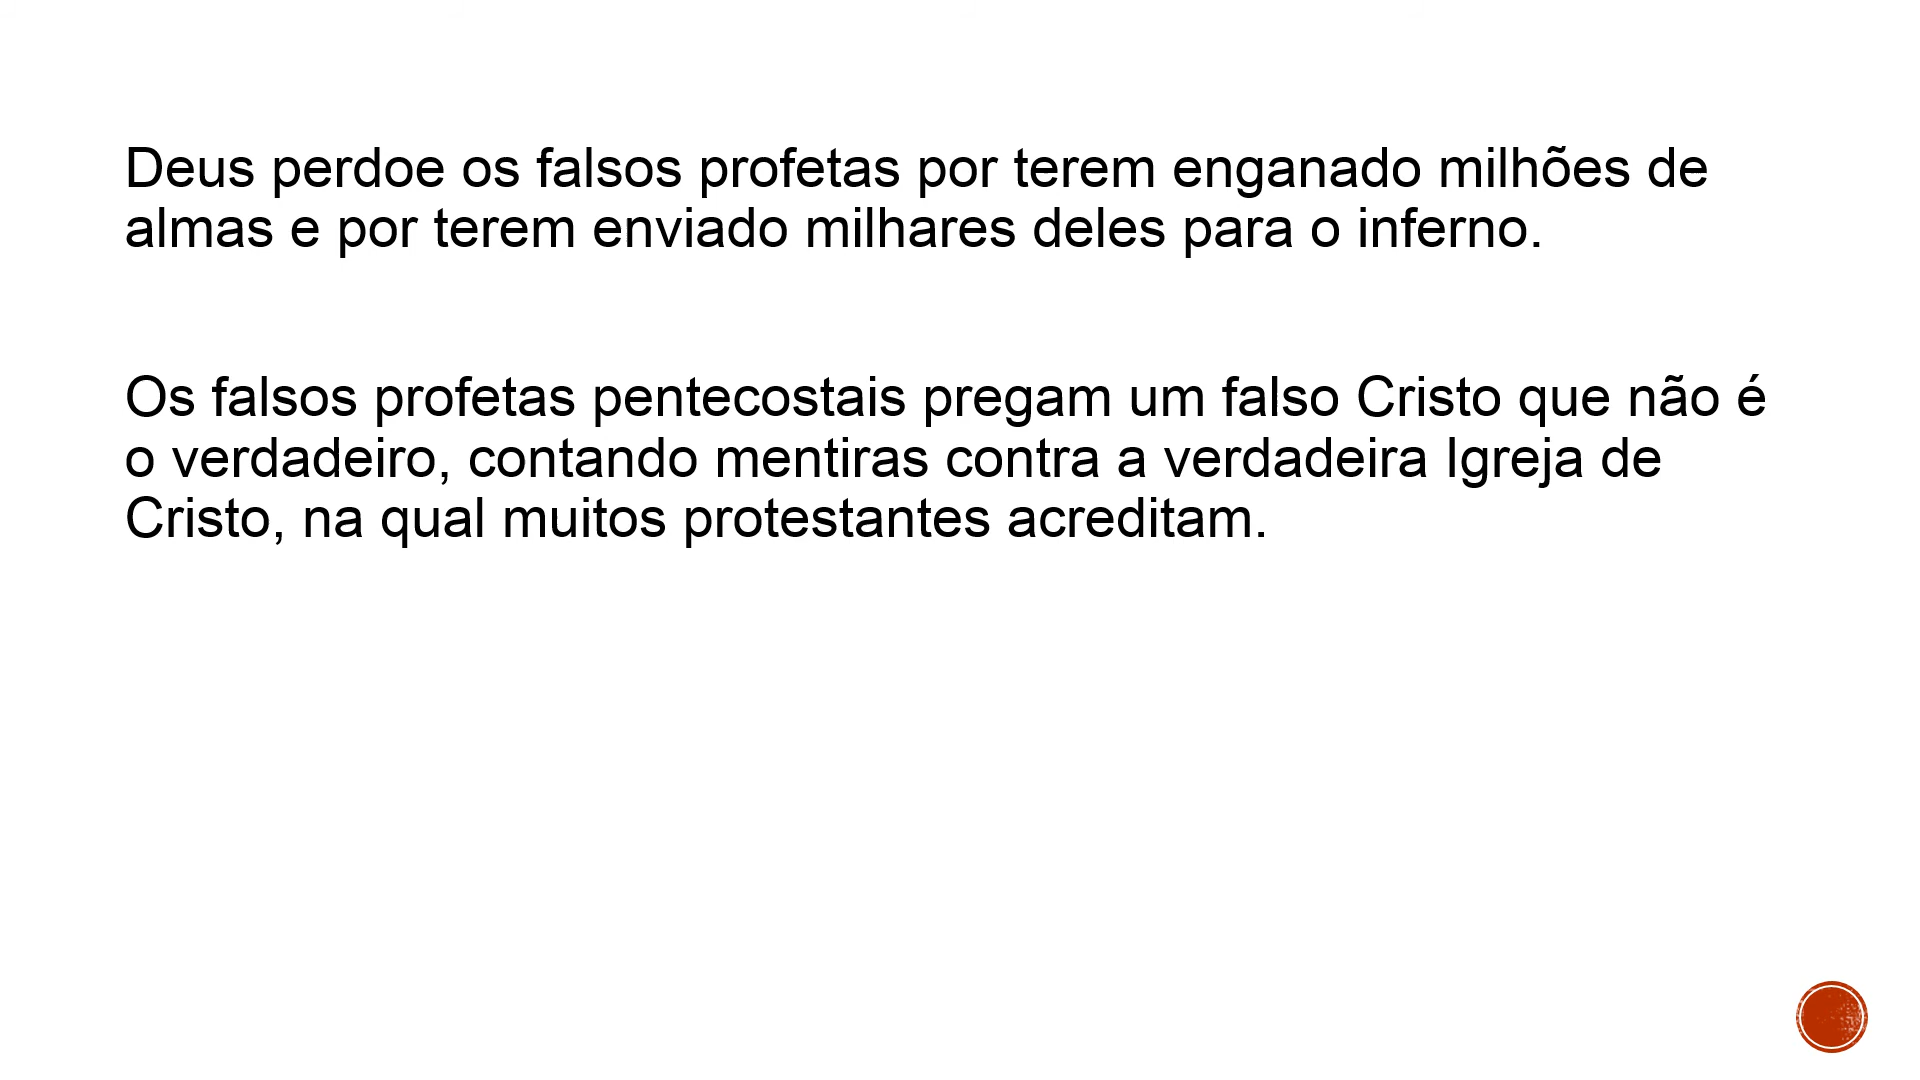 Deus perdoe os falsos profetas por terem enganado milhões de
almas e por terem enviado milhares deles para o inferno.
Os falsos profetas pentecostais pregam um falso Cristo que não é
o verdadeiro, contando mentiras contra a verdadeira Igreja de
Cristo, na qual muitos protestantes acreditam.